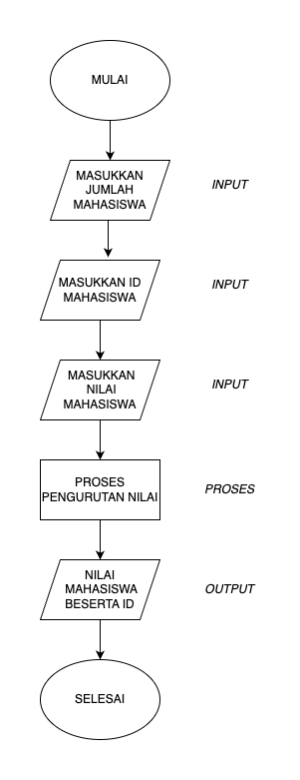 MULAI
MASUKKAN
JUMLAH
MAHASISWA
INPUT
MASUKKAN ID
MAHASISWA
INPUT
MASUKKAN
NILAI
MAHASISWA
INPUT
PROSES
PENGURUTAN NILAI
PROSES
NILAI
MAHASISWA
BESERTA ID
OUTPUT
SELESAI